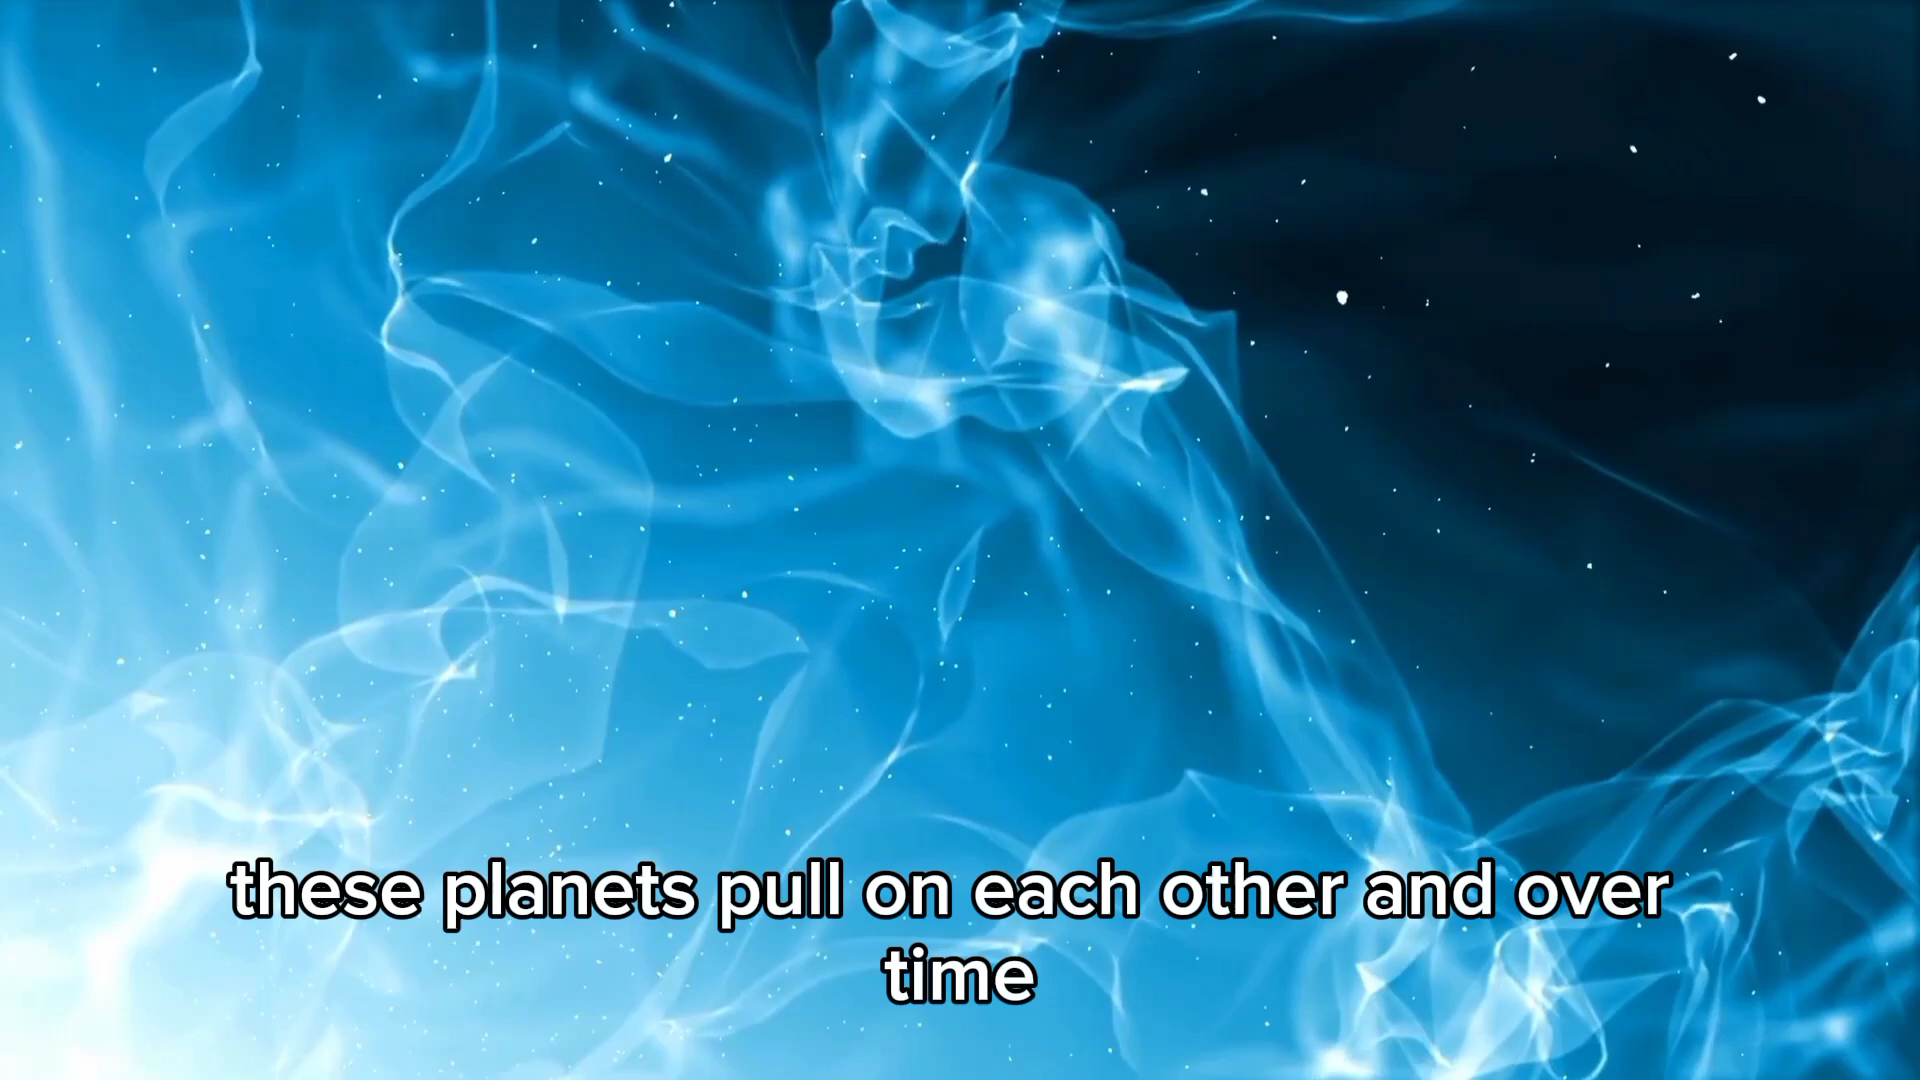 these planets pull on each other and over
time